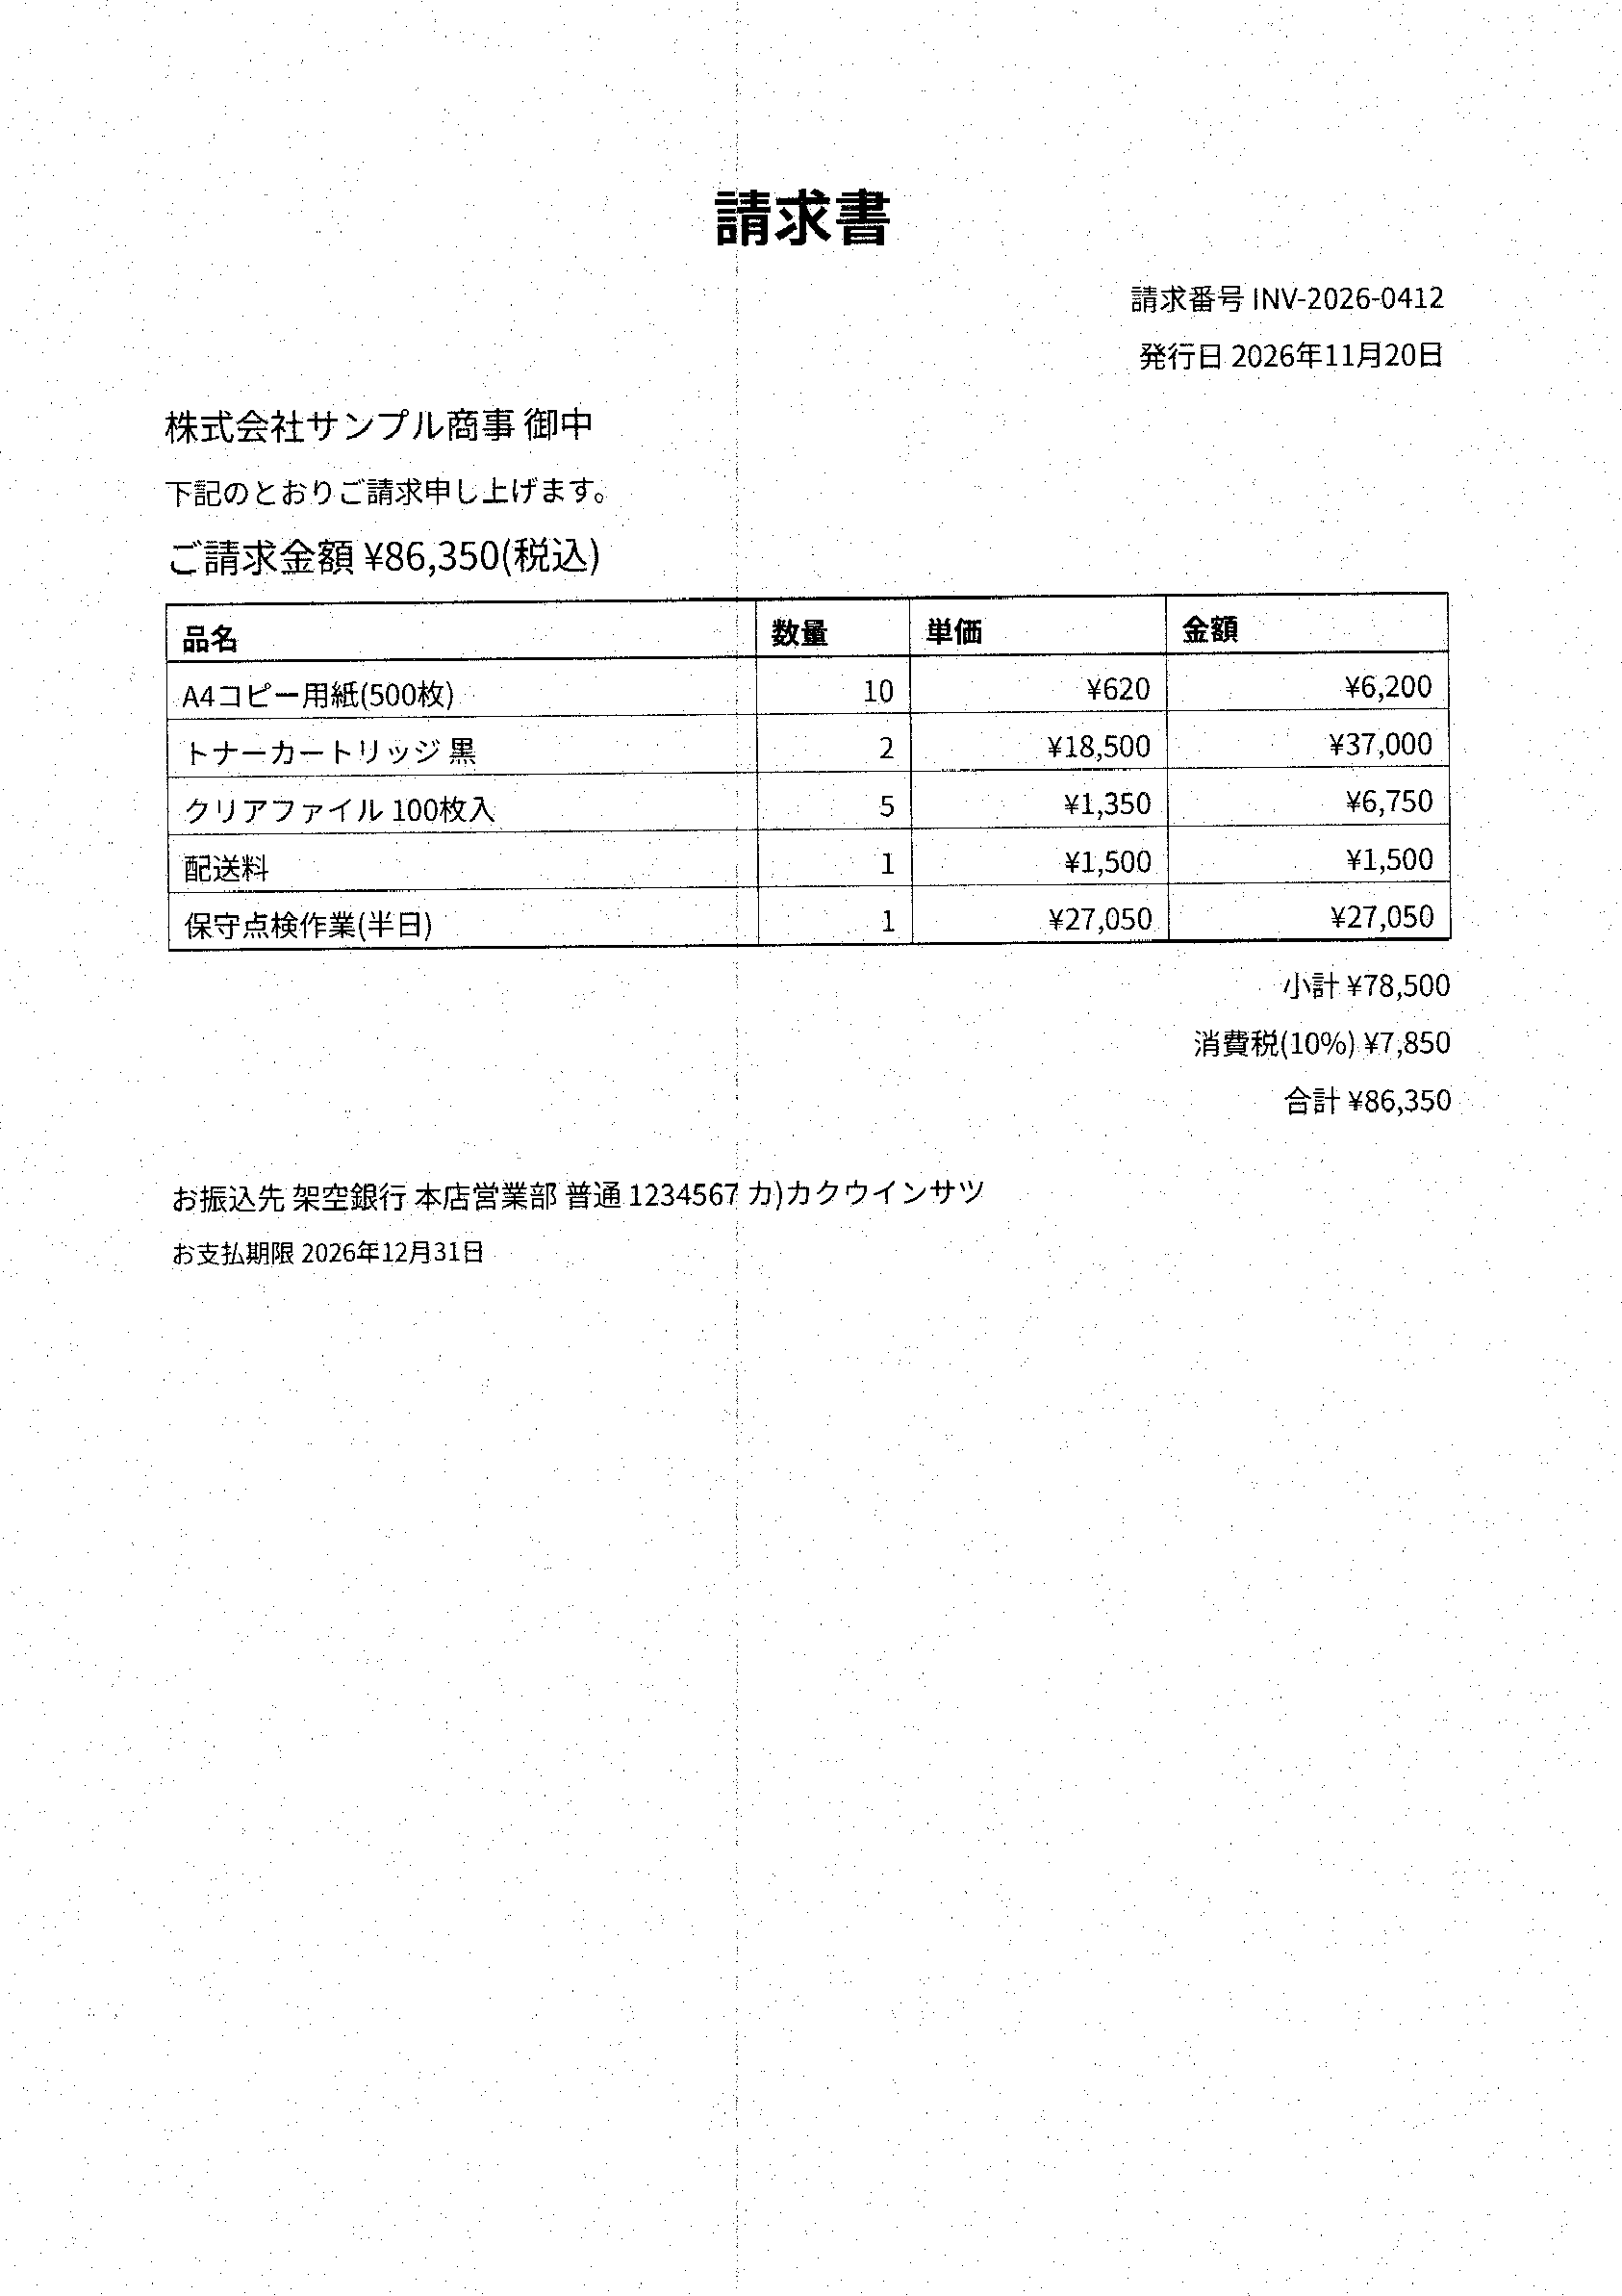 請求書
請求番号 INV-2026-0412
発行日 2026年11月20日
株式会社サンプル商事 御中
下記のとおりご請求申し上げます。
ご請求金額 ¥86,350(税込)
品名 数量 単価 金額
A4コピー用紙(500枚) 10 ¥620 ¥6,200
トナーカートリッジ 黒 2 ¥18,500 ¥37,000
クリアファイル 100枚入 5 ¥1,350 ¥6,750
配送料 1 ¥1,500 ¥1,500
保守点検作業(半日) 1 ¥27,050 ¥27,050
小計 ¥78,500
消費税(10%) ¥7,850
合計 ¥86,350
お振込先 架空銀行 本店営業部 普通 1234567 カ)カクウインサツ
お支払期限 2026年12月31日